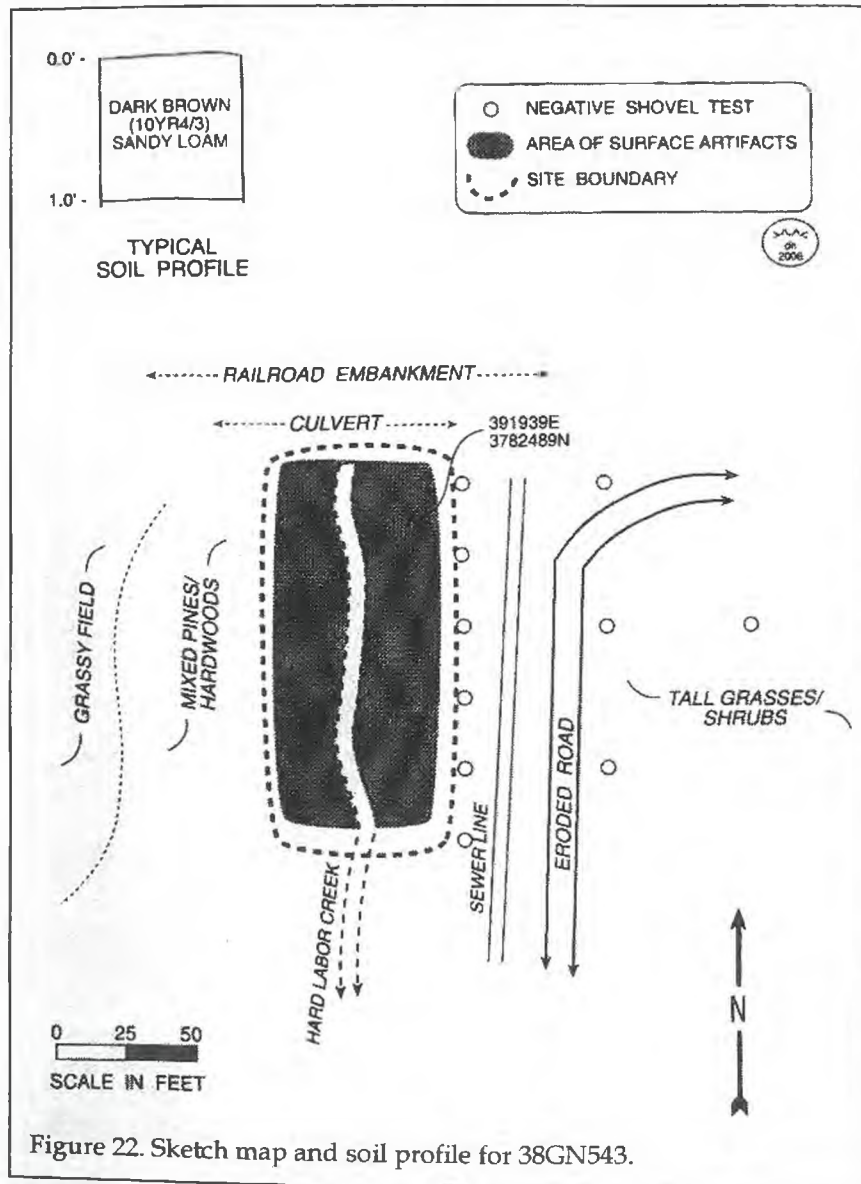 0.0' -
DARK BROWN
(10YR4/3)
SANDY LOAM
1.0' -
TYPICAL
SOIL PROFILE
NEGATIVE SHOVEL TEST
AREA OF SURFACE ARTIFACTS
SITE BOUNDARY
dh
2006
RAILROAD EMBANKMENT
CULVERT
391939E
3782489N
GRASSY FIELD
MIXED PINES/
HARDWOODS
TALL GRASSES/
SHRUBS
SEWER LINE
ERODED ROAD
HARD LABOR CREEK
N
0 25 50
SCALE IN FEET
Figure 22. Sketch map and soil profile for 38GN543.